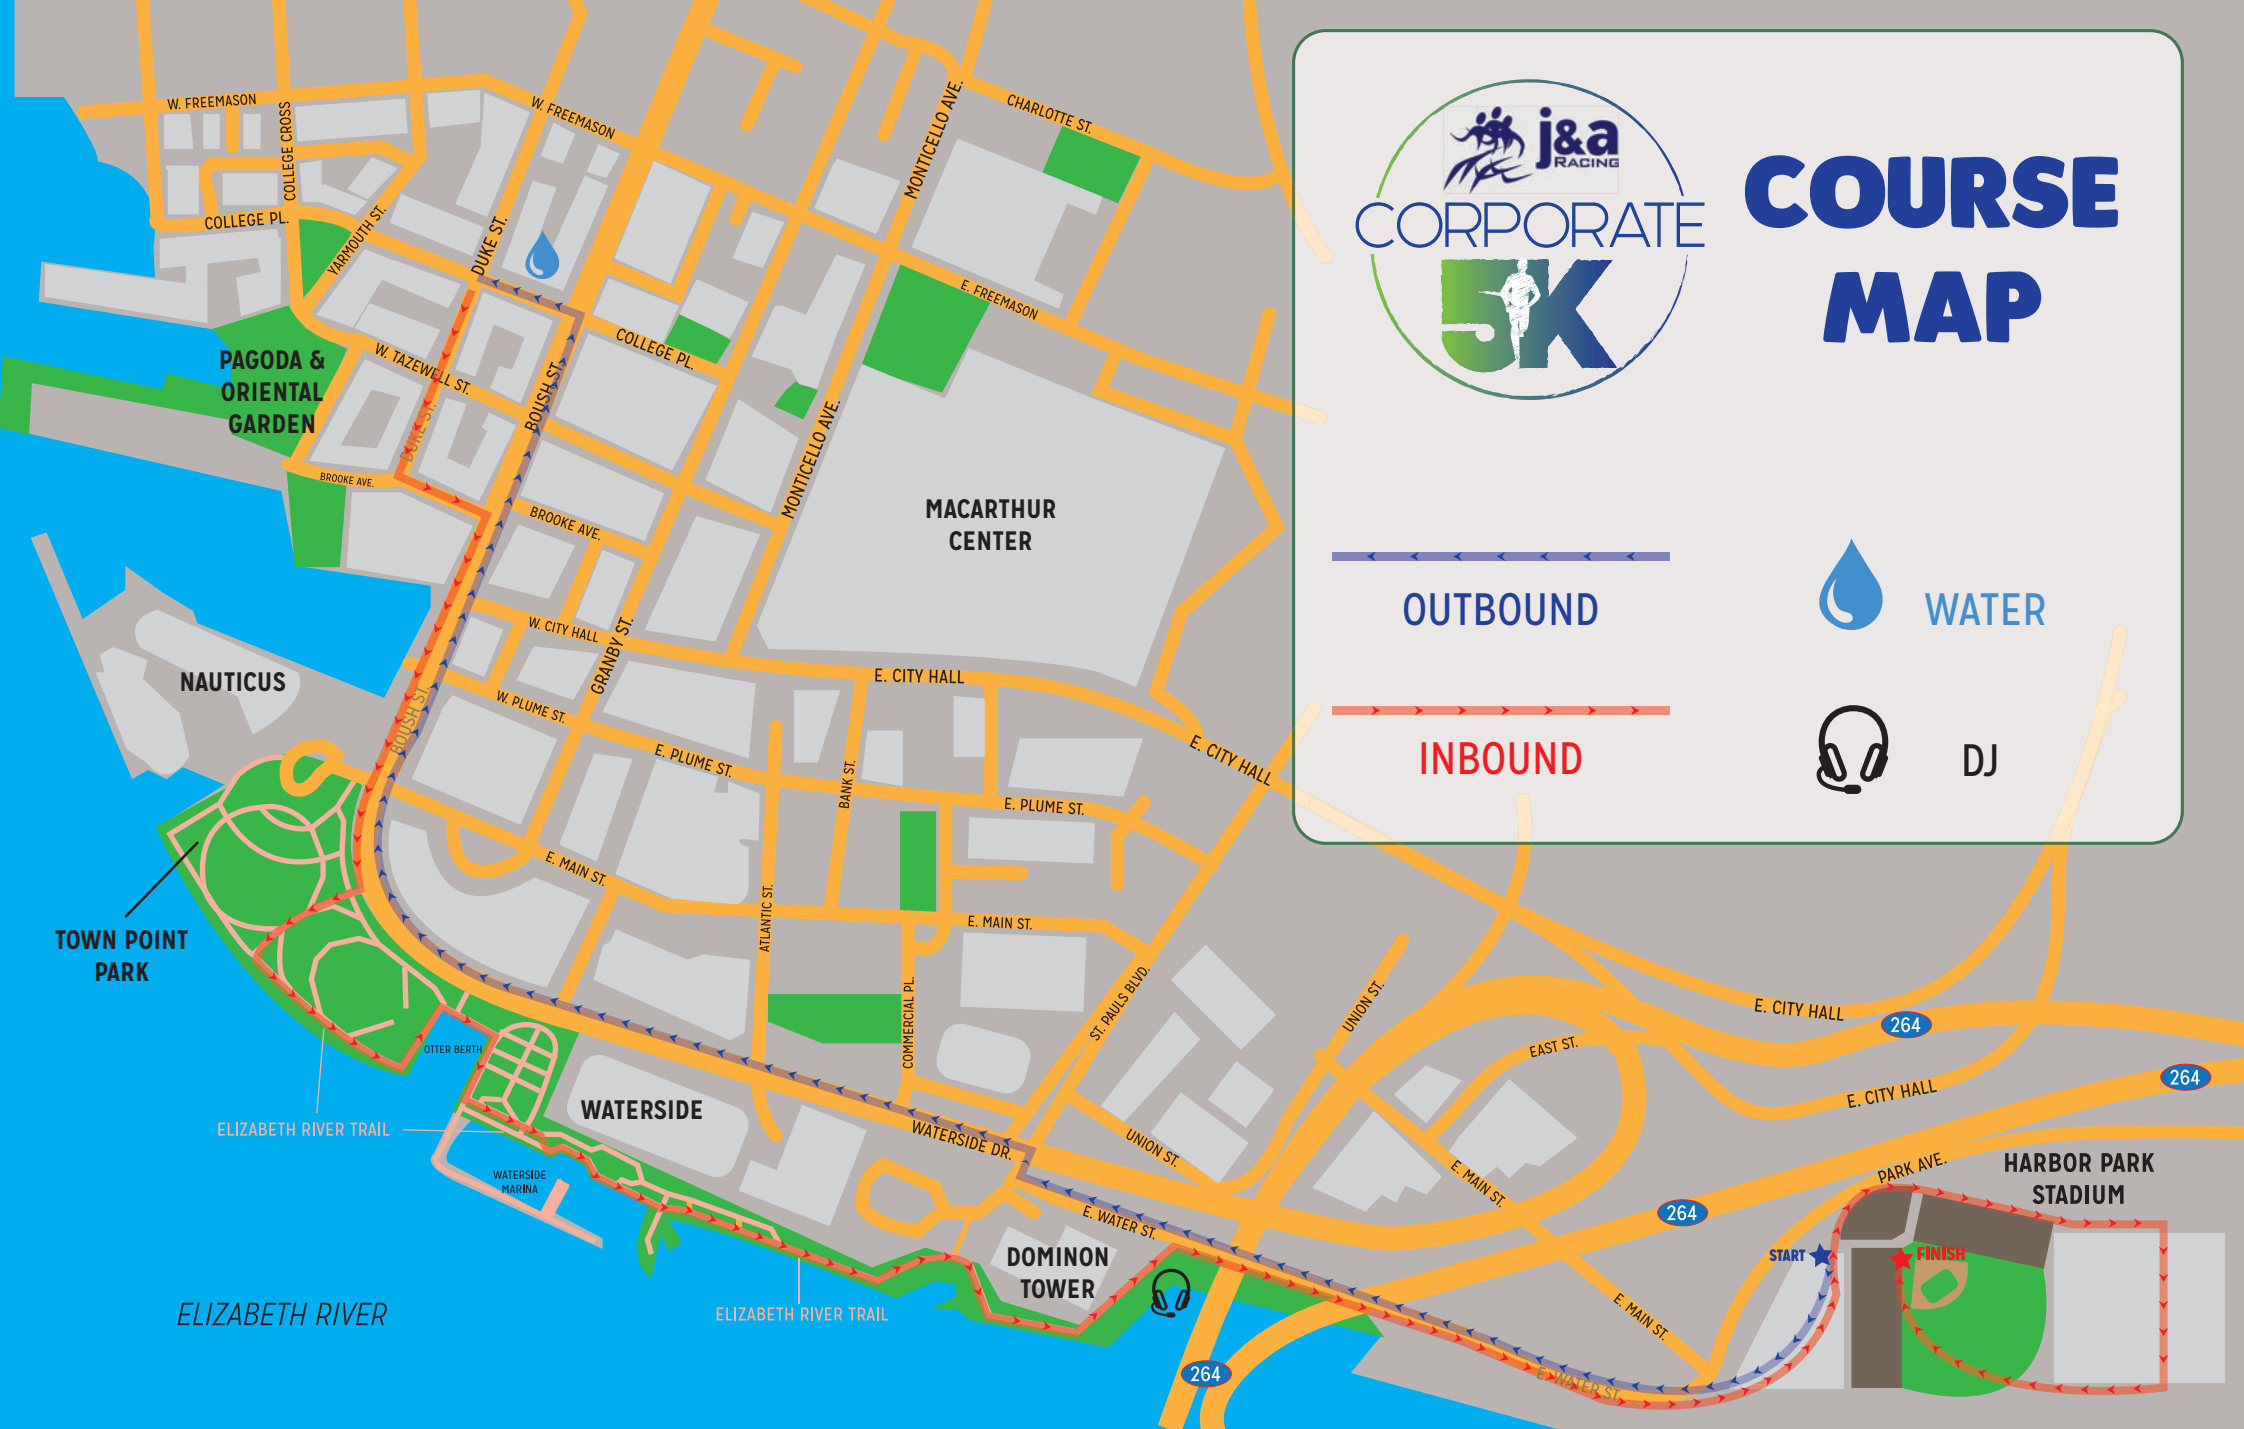 W. FREEMASON
COLLEGE CROSS
COLLEGE PL.
YARMOUTH ST.
W. FREEMASON
DUKE ST.
MONTICELLO AVE.
CHARLOTTE ST.
E. FREEMASON
COLLEGE PL.
PAGODA &
ORIENTAL
GARDEN
W. TAZEWELL ST.
DUKE ST.
BOUSH ST.
BROOKE AVE.
BROOKE AVE.
MONTICELLO AVE.
MACARTHUR
CENTER
W. CITY HALL
GRANBY ST.
E. CITY HALL
NAUTICUS
BOUSH ST.
W. PLUME ST.
E. PLUME ST.
BANK ST.
E. PLUME ST.
E. CITY HALL
E. MAIN ST.
ATLANTIC ST.
E. MAIN ST.
TOWN POINT
PARK
COMMERCIAL PL.
ST. PAULS BLVD.
UNION ST.
OTTER BERTH
ELIZABETH RIVER TRAIL
WATERSIDE
WATERSIDE DR.
UNION ST.
EAST ST.
E. MAIN ST.
E. CITY HALL
264
264
E. CITY HALL
WATERSIDE
MARINA
E. WATER ST.
DOMINON
TOWER
ELIZABETH RIVER TRAIL
ELIZABETH RIVER
264
264
E. MAIN ST.
E. WATER ST.
PARK AVE.
HARBOR PARK
STADIUM
START
FINISH
j&a
RACING
CORPORATE
5K
COURSE
MAP
OUTBOUND
WATER
INBOUND
DJ